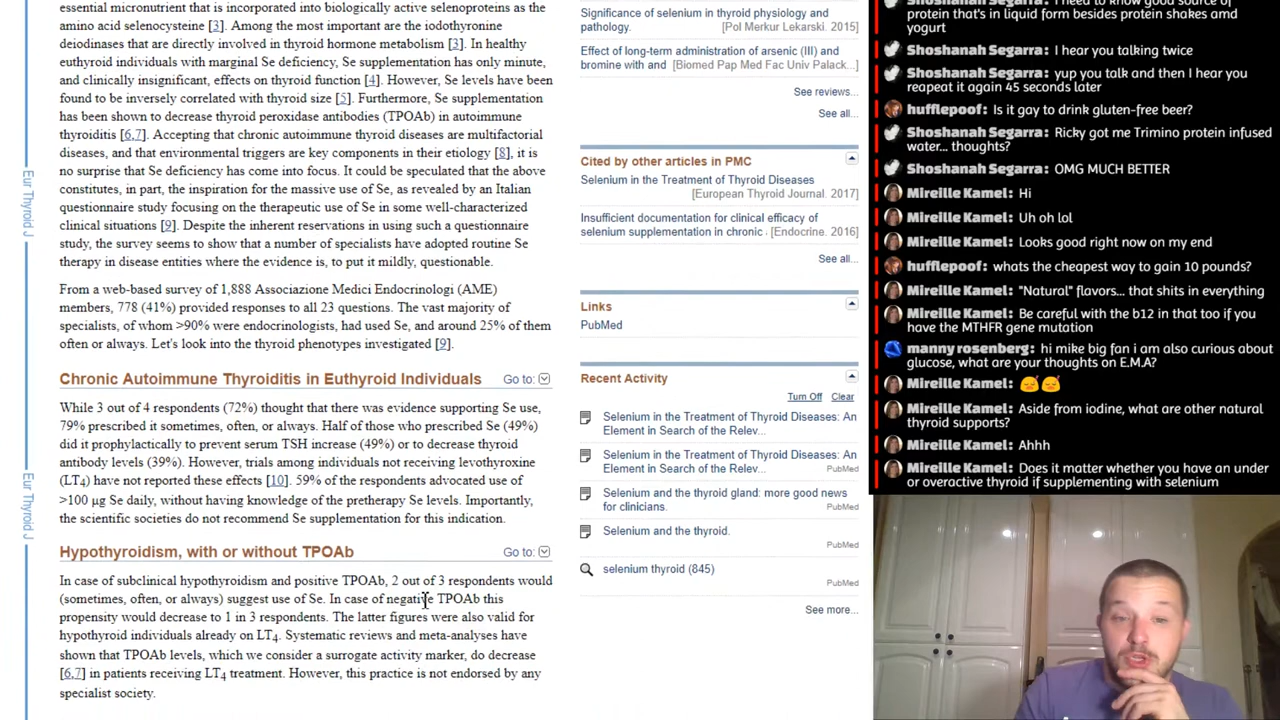 essential micronutrient that is incorporated into biologically active selenoproteins as the
amino acid selenocysteine [3]. Among the most important are the iodothyronine
deiodinases that are directly involved in thyroid hormone metabolism [3]. In healthy
euthyroid individuals with marginal Se deficiency, Se supplementation has only minute,
and clinically insignificant, effects on thyroid function [4]. However, Se levels have been
found to be inversely correlated with thyroid size [5]. Furthermore, Se supplementation
has been shown to decrease thyroid peroxidase antibodies (TPOAb) in autoimmune
thyroiditis [6,7]. Accepting that chronic autoimmune thyroid diseases are multifactorial
diseases, and that environmental triggers are key components in their etiology [8], it is
no surprise that Se deficiency has come into focus. It could be speculated that the above
constitutes, in part, the inspiration for the massive use of Se, as revealed by an Italian
questionnaire study focusing on the therapeutic use of Se in some well-characterized
clinical situations [9]. Despite the inherent reservations in using such a questionnaire
study, the survey seems to show that a number of specialists have adopted routine Se
therapy in disease entities where the evidence is, to put it mildly, questionable.
From a web-based survey of 1,888 Associazione Medici Endocrinologi (AME)
members, 778 (41%) provided responses to all 23 questions. The vast majority of
specialists, of whom >90% were endocrinologists, had used Se, and around 25% of them
often or always. Let's look into the thyroid phenotypes investigated [9].
Chronic Autoimmune Thyroiditis in Euthyroid Individuals Go to:
While 3 out of 4 respondents (72%) thought that there was evidence supporting Se use,
79% prescribed it sometimes, often, or always. Half of those who prescribed Se (49%)
did it prophylactically to prevent serum TSH increase (49%) or to decrease thyroid
antibody levels (39%). However, trials among individuals not receiving levothyroxine
(LT4) have not reported these effects [10]. 59% of the respondents advocated use of
>100 μg Se daily, without having knowledge of the pretherapy Se levels. Importantly,
the scientific societies do not recommend Se supplementation for this indication.
Hypothyroidism, with or without TPOAb Go to:
In case of subclinical hypothyroidism and positive TPOAb, 2 out of 3 respondents would
(sometimes, often, or always) suggest use of Se. In case of negative TPOAb this
propensity would decrease to 1 in 3 respondents. The latter figures were also valid for
hypothyroid individuals already on LT4. Systematic reviews and meta-analyses have
shown that TPOAb levels, which we consider a surrogate activity marker, do decrease
[6,7] in patients receiving LT4 treatment. However, this practice is not endorsed by any
specialist society.
Eur Thyroid J
Eur Thyroid J
Significance of selenium in thyroid physiology and
pathology. [Pol Merkur Lekarski. 2015]
Effect of long-term administration of arsenic (III) and
bromine with and [Biomed Pap Med Fac Univ Palack...]
See reviews...
See all...
Cited by other articles in PMC
Selenium in the Treatment of Thyroid Diseases
[European Thyroid Journal. 2017]
Insufficient documentation for clinical efficacy of
selenium supplementation in chronic [Endocrine. 2016]
See all...
Links
PubMed
Recent Activity
Turn Off Clear
Selenium in the Treatment of Thyroid Diseases: An
Element in Search of the Relev...
Selenium in the Treatment of Thyroid Diseases: An
Element in Search of the Relev... PubMed
Selenium and the thyroid gland: more good news
for clinicians. PubMed
Selenium and the thyroid.
PubMed
selenium thyroid (845)
PubMed
See more...
Shoshanah Segarra: I need to know good source of
protein that's in liquid form besides protein shakes amd
yogurt
Shoshanah Segarra: I hear you talking twice
Shoshanah Segarra: yup you talk and then I hear you
reapeat it again 45 seconds later
hufflepoof: Is it gay to drink gluten-free beer?
Shoshanah Segarra: Ricky got me Trimino protein infused
water... thoughts?
Shoshanah Segarra: OMG MUCH BETTER
Mireille Kamel: Hi
Mireille Kamel: Uh oh lol
Mireille Kamel: Looks good right now on my end
hufflepoof: whats the cheapest way to gain 10 pounds?
Mireille Kamel: "Natural" flavors... that shits in everything
Mireille Kamel: Be careful with the b12 in that too if you
have the MTHFR gene mutation
manny rosenberg: hi mike big fan i am also curious about
glucose, what are your thoughts on E.M.A?
Mireille Kamel:
Mireille Kamel: Aside from iodine, what are other natural
thyroid supports?
Mireille Kamel: Ahhh
Mireille Kamel: Does it matter whether you have an under
or overactive thyroid if supplementing with selenium